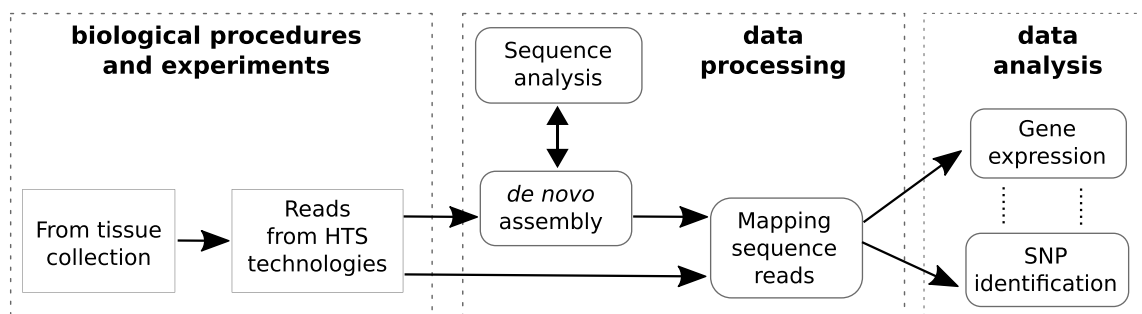 biological procedures
and experiments
From tissue
collection
Reads
from HTS
technologies
data
processing
Sequence
analysis
de novo
assembly
Mapping
sequence
reads
data
analysis
Gene
expression
SNP
identification